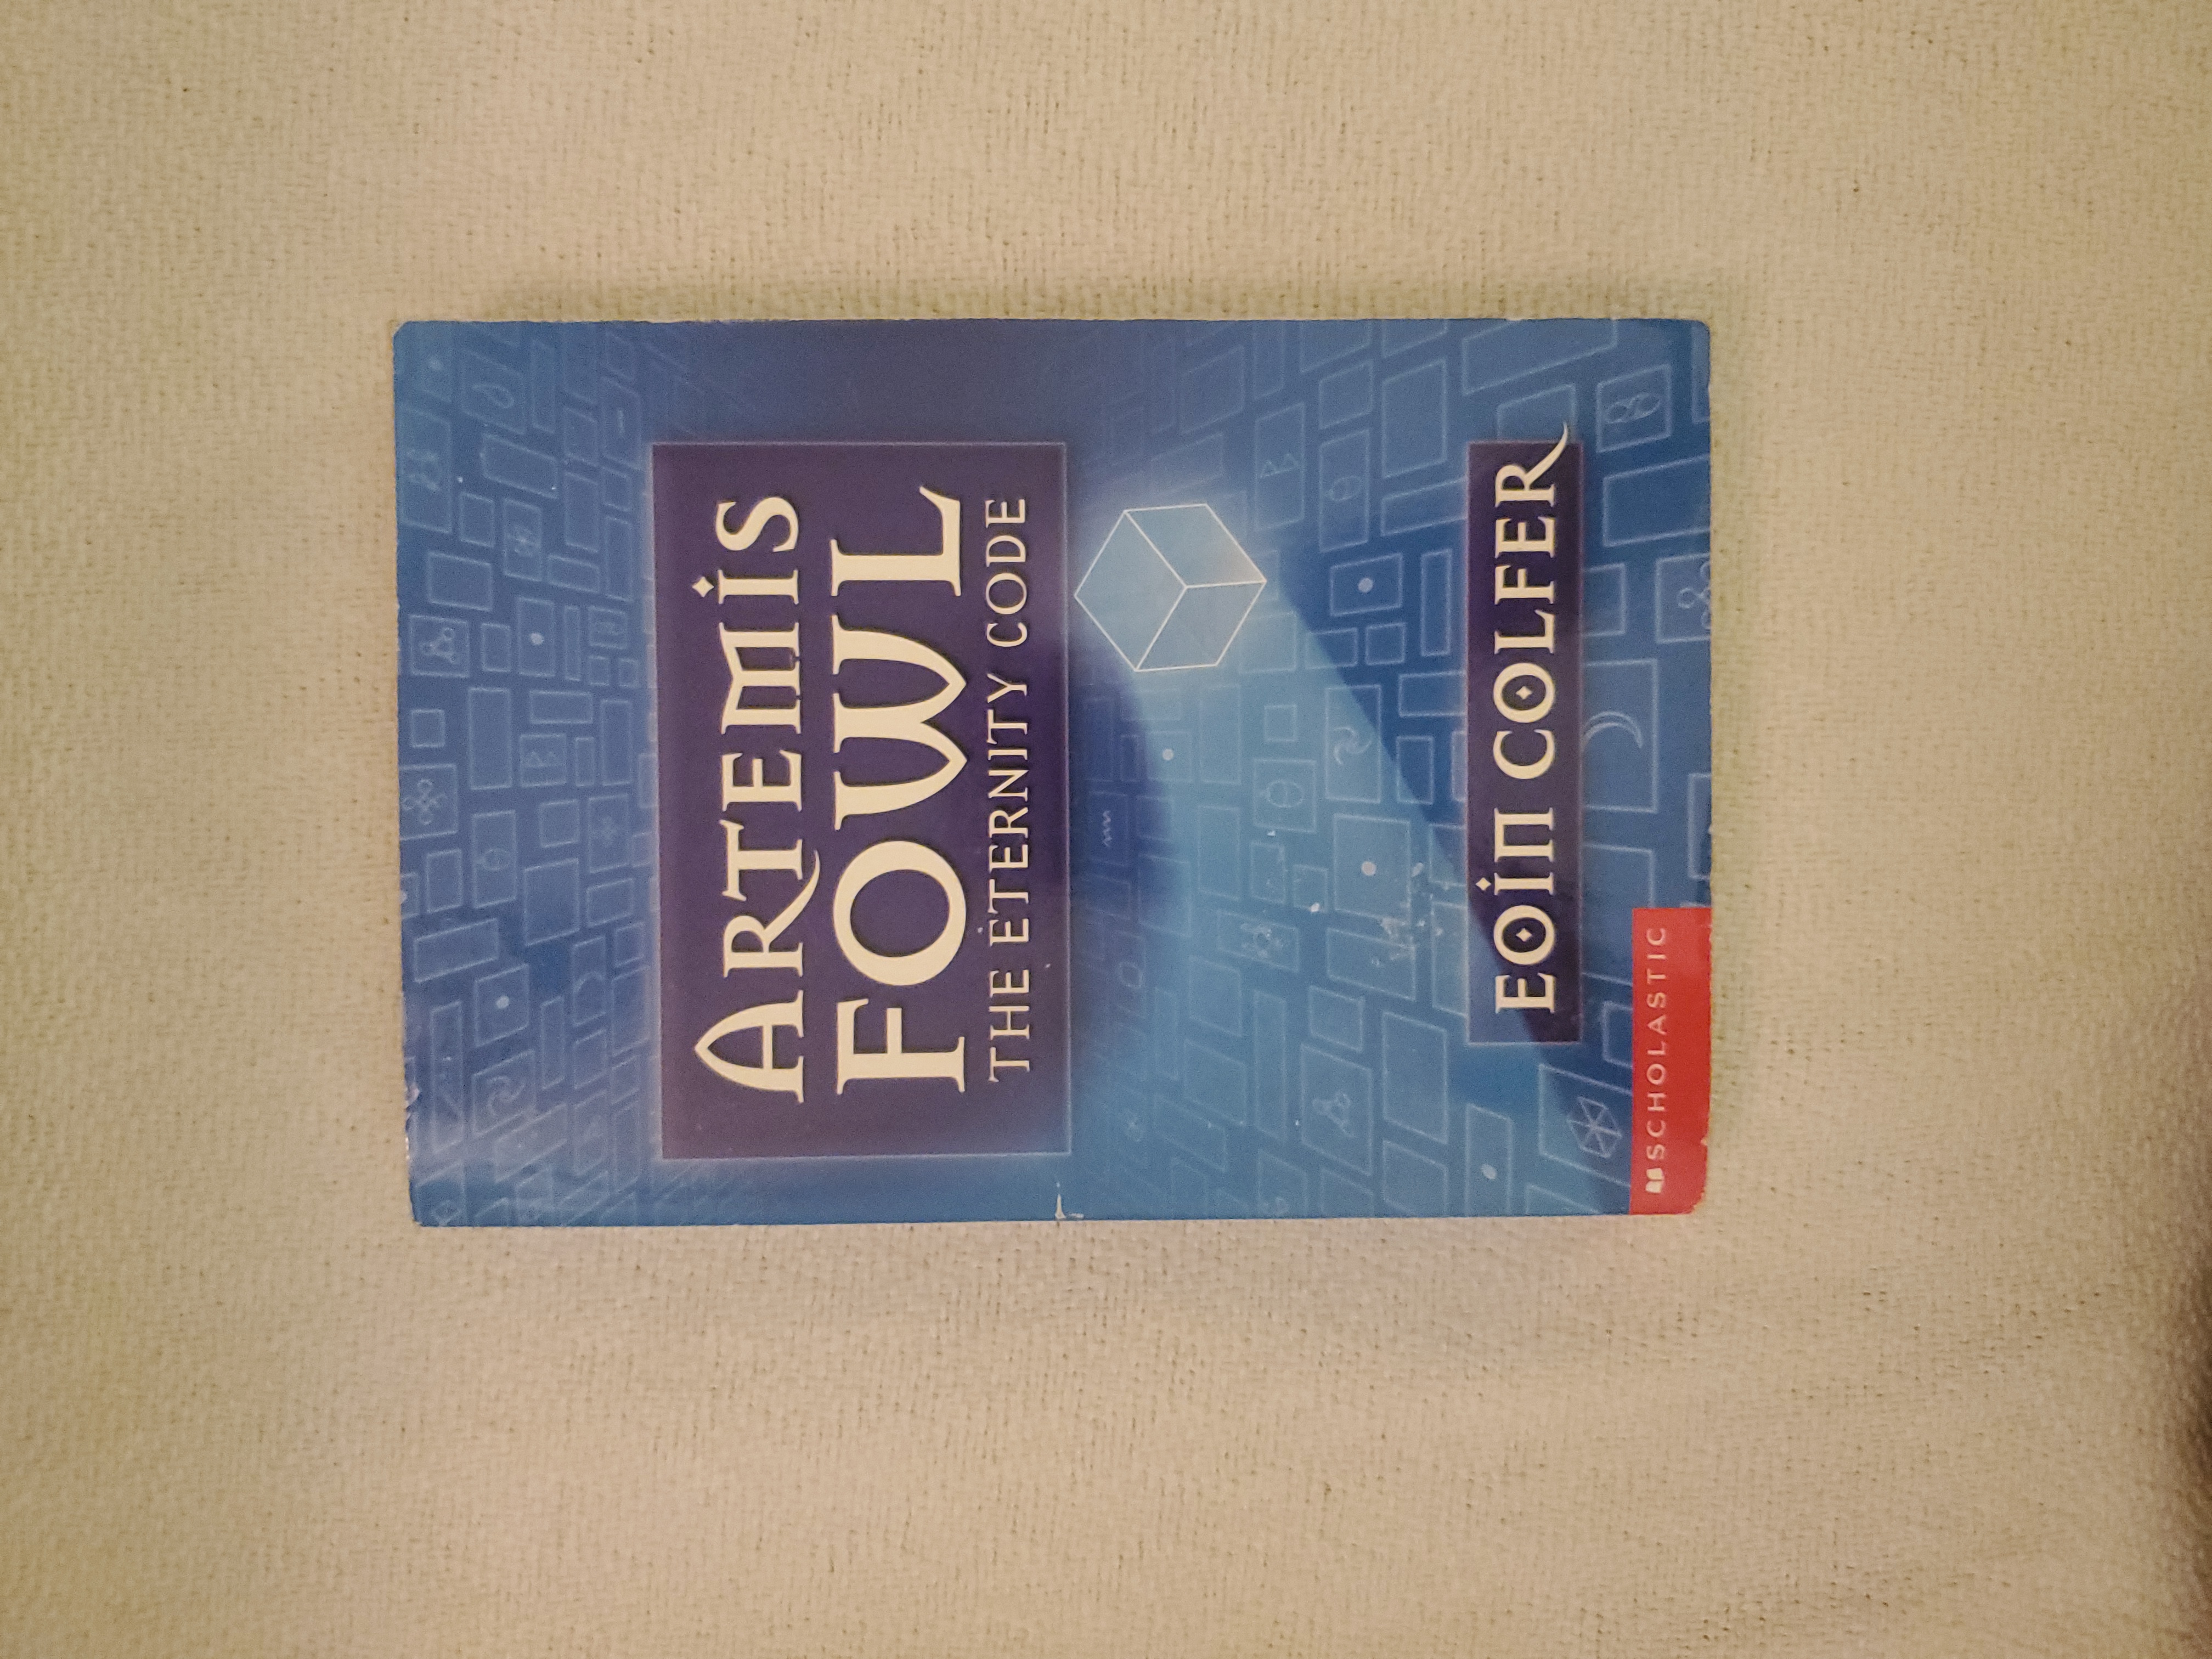 ARTEMIS
FOWL
THE ETERNITY CODE
EOIN COLFER
SCHOLASTIC